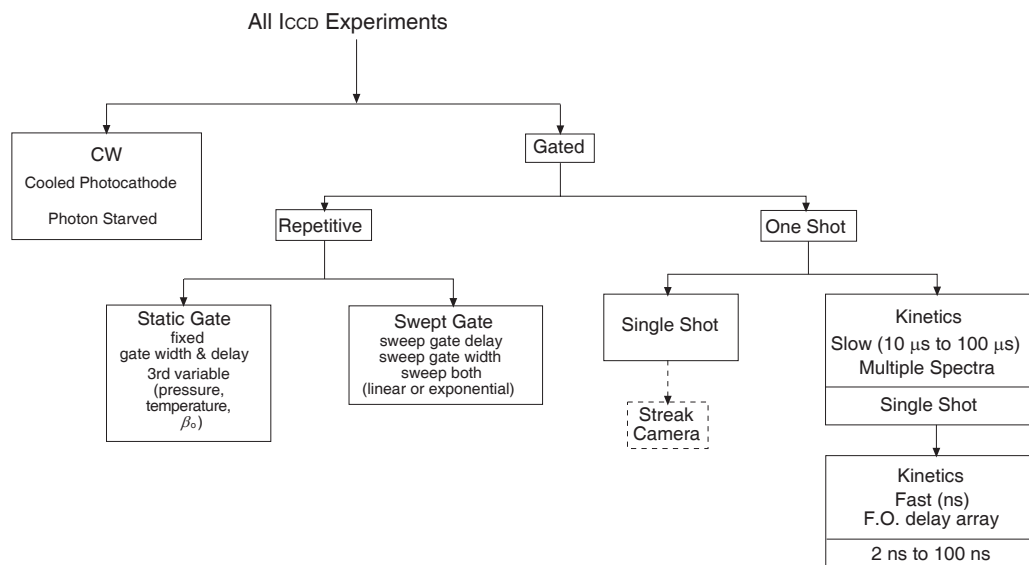 All ICCD Experiments
CW
Cooled Photocathode
Photon Starved
Gated
Repetitive
One Shot
Static Gate
fixed
gate width & delay
3rd variable
(pressure,
temperature,
βₒ)
Swept Gate
sweep gate delay
sweep gate width
sweep both
(linear or exponential)
Single Shot
Streak
Camera
Kinetics
Slow (10 μs to 100 μs)
Multiple Spectra
Single Shot
Kinetics
Fast (ns)
F.O. delay array
2 ns to 100 ns